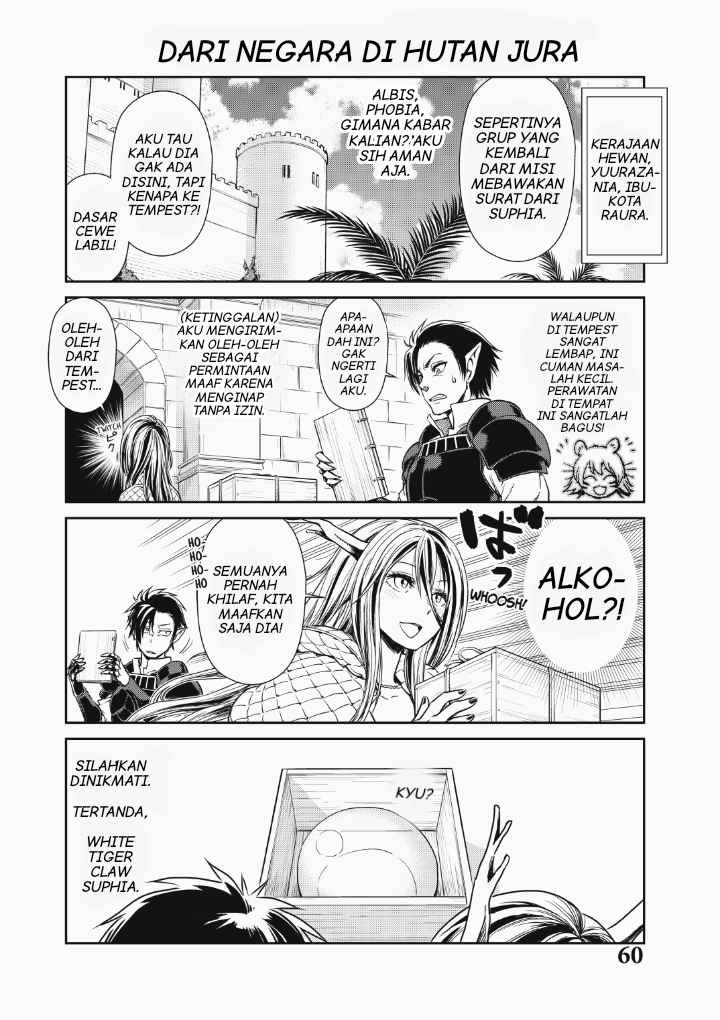 DARI NEGARA DI HUTAN JURA
KERAJAAN
HEWAN,
YUURAZA-
NIA, IBU-
KOTA
RAURA.
SEPERTINYA
GRUP YANG
KEMBALI
DARI MISI
MEBAWAKAN
SURAT DARI
SUPHIA.
ALBIS,
PHOBIA,
GIMANA KABAR
KALIAN? AKU
SIH AMAN
AJA.
AKU TAU
KALAU DIA
GAK ADA
DISINI, TAPI
KENAPA KE
TEMPEST?!
DASAR
CEWE
LABIL!
WALAUPUN
DI TEMPEST
SANGAT
LEMBAP, INI
CUMAN MASA-
LAH KECIL.
PERAWATAN
DI TEMPAT
INI SANGATLAH
BAGUS!
APA-
APAAN
DAH INI?
GAK
NGERTI
LAGI
AKU.
(KETINGGALAN)
AKU MENGIRIM-
KAN OLEH-OLEH
SEBAGAI
PERMINTAAN
MAAF KARENA
MENGINAP
TANPA IZIN.
OLEH-
OLEH
DARI
TEM-
PEST...
TWITCH
ピク
ALKO-
HOL?!
ばっ
WHOOSH!
SEMUANYA
PERNAH
KHILAF, KITA
MAAFKAN
SAJA DIA!
HO-
HO-
HO-
HO
KYU?
SILAHKAN
DINIKMATI.
TERTANDA,
WHITE
TIGER
CLAW
SUPHIA.
60